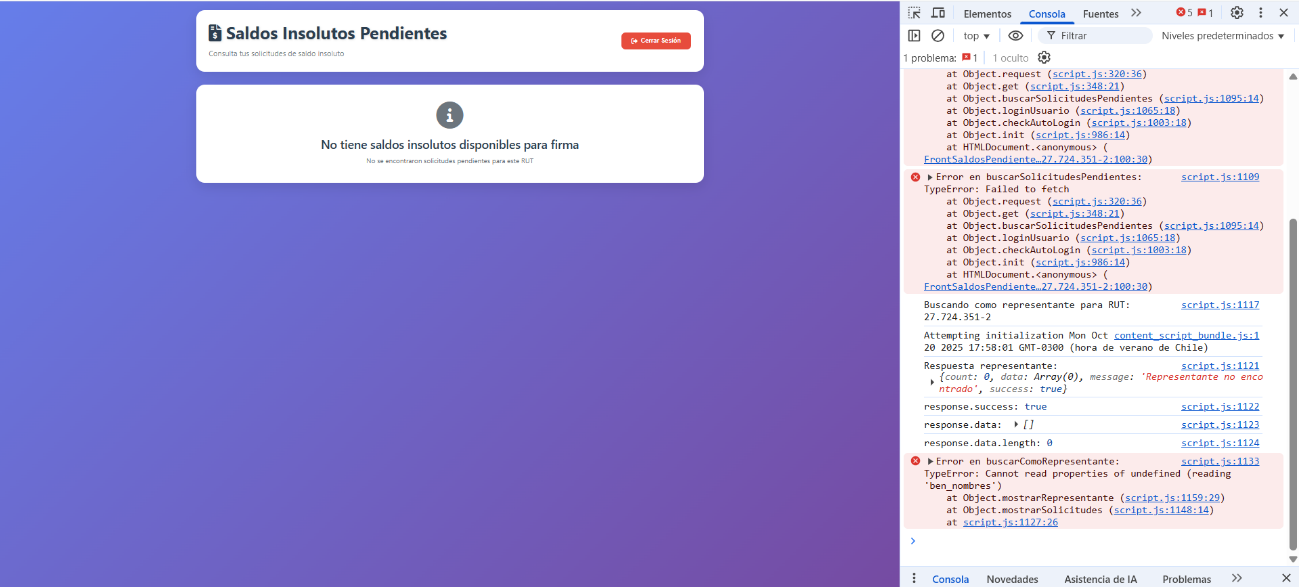 Saldos Insolutos Pendientes
Consulta tus solicitudes de saldo insoluto
Cerrar Sesión
No tiene saldos insolutos disponibles para firma
No se encontraron solicitudes pendientes para este RUT
Elementos Consola Fuentes 5 1
top Filtrar Niveles predeterminados
1 problema: 1 1 oculto
at Object.request (script.js:320:36)
at Object.get (script.js:348:21)
at Object.buscarSolicitudesPendientes (script.js:1095:14)
at Object.loginUsuario (script.js:1065:18)
at Object.checkAutoLogin (script.js:1003:18)
at Object.init (script.js:986:14)
at HTMLDocument.<anonymous> (
FrontSaldosPendiente…27.724.351-2:100:30)
Error en buscarSolicitudesPendientes: script.js:1109
TypeError: Failed to fetch
at Object.request (script.js:320:36)
at Object.get (script.js:348:21)
at Object.buscarSolicitudesPendientes (script.js:1095:14)
at Object.loginUsuario (script.js:1065:18)
at Object.checkAutoLogin (script.js:1003:18)
at Object.init (script.js:986:14)
at HTMLDocument.<anonymous> (
FrontSaldosPendiente…27.724.351-2:100:30)
Buscando como representante para RUT: script.js:1117
27.724.351-2
Attempting initialization Mon Oct content_script_bundle.js:1
20 2025 17:58:01 GMT-0300 (hora de verano de Chile)
Respuesta representante: script.js:1121
{count: 0, data: Array(0), message: 'Representante no enco
ntrado', success: true}
response.success: true script.js:1122
response.data: [] script.js:1123
response.data.length: 0 script.js:1124
Error en buscarComoRepresentante: script.js:1133
TypeError: Cannot read properties of undefined (reading
'ben_nombres')
at Object.mostrarRepresentante (script.js:1159:29)
at Object.mostrarSolicitudes (script.js:1148:14)
at script.js:1127:26
Consola Novedades Asistencia de IA Problemas